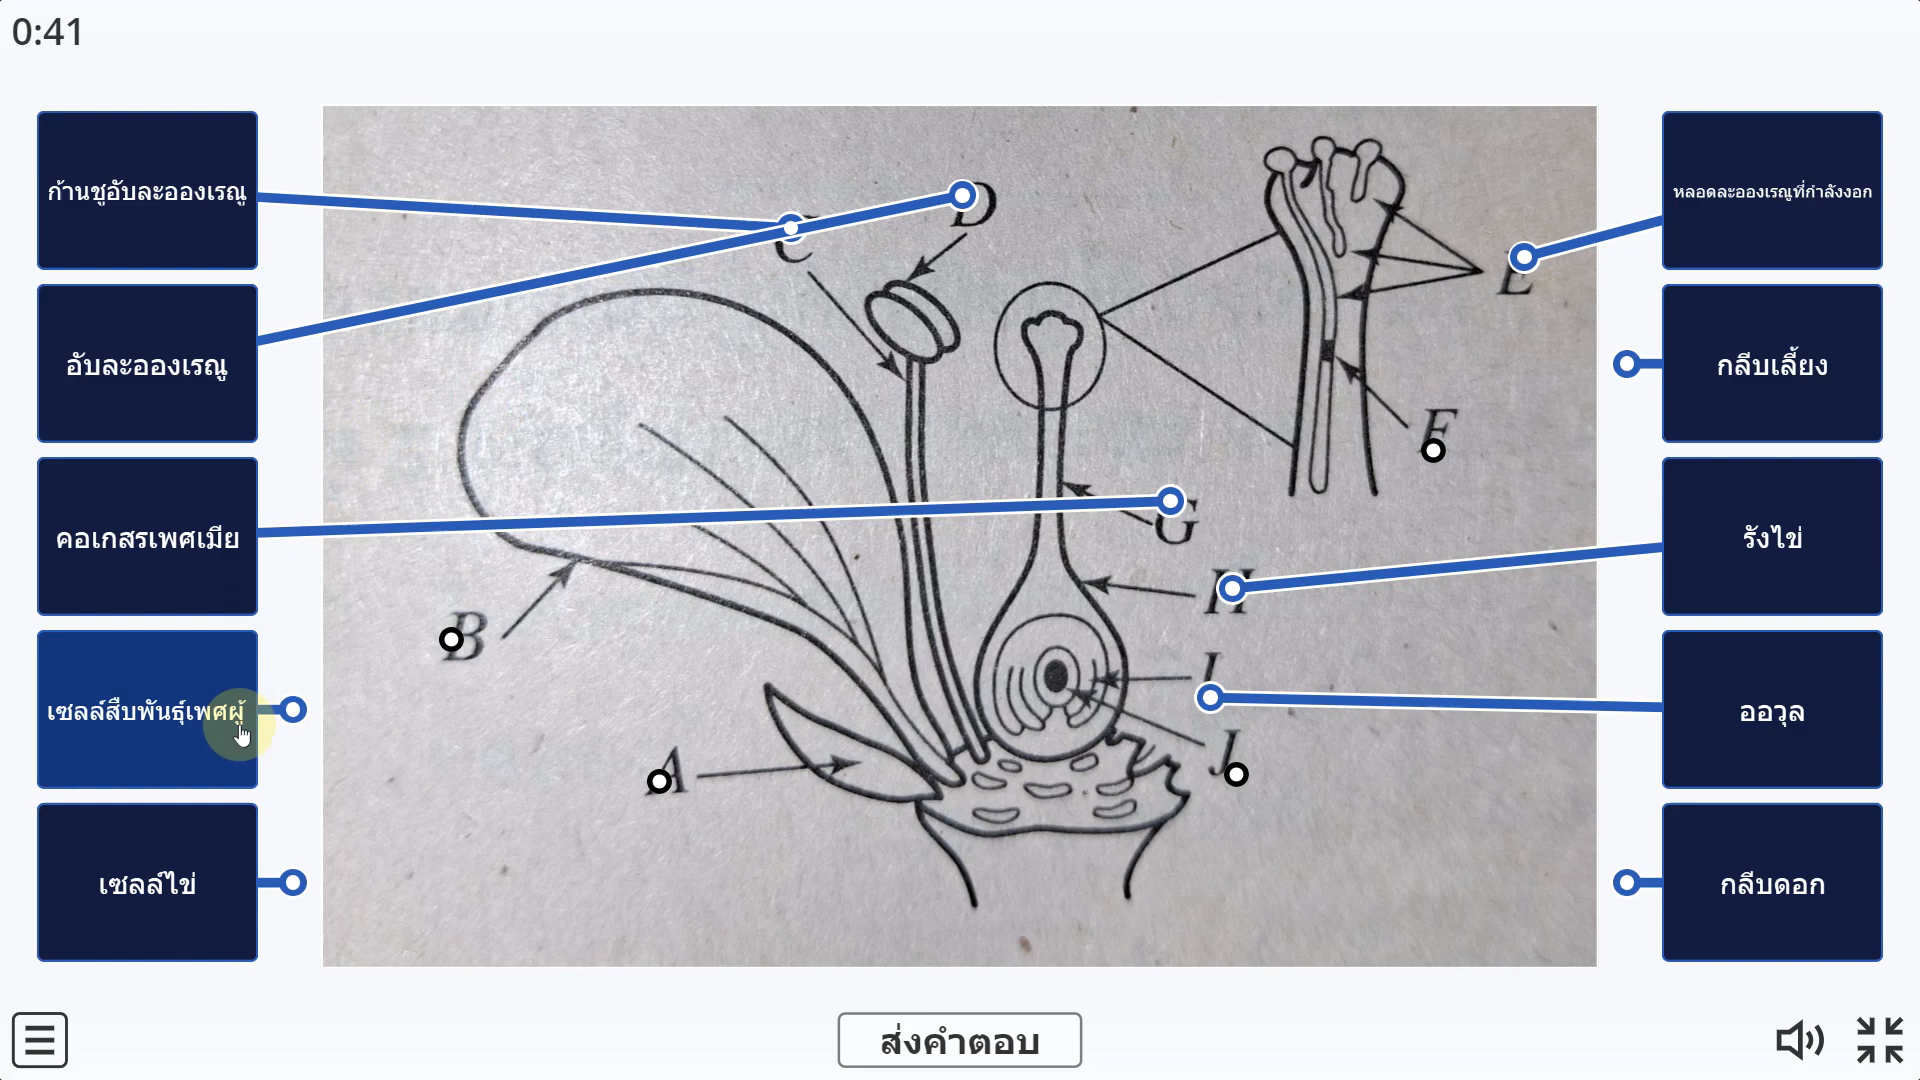 0:41
ก้านชูอับละอองเรณู
อับละอองเรณู
คอเกสรเพศเมีย
เซลล์สืบพันธุ์เพศผู้
เซลล์ไข่
D
C
E
F
G
B
H
I
A
J
หลอดละอองเรณูที่กำลังงอก
กลีบเลี้ยง
รังไข่
ออวุล
กลีบดอก
ส่งคำตอบ